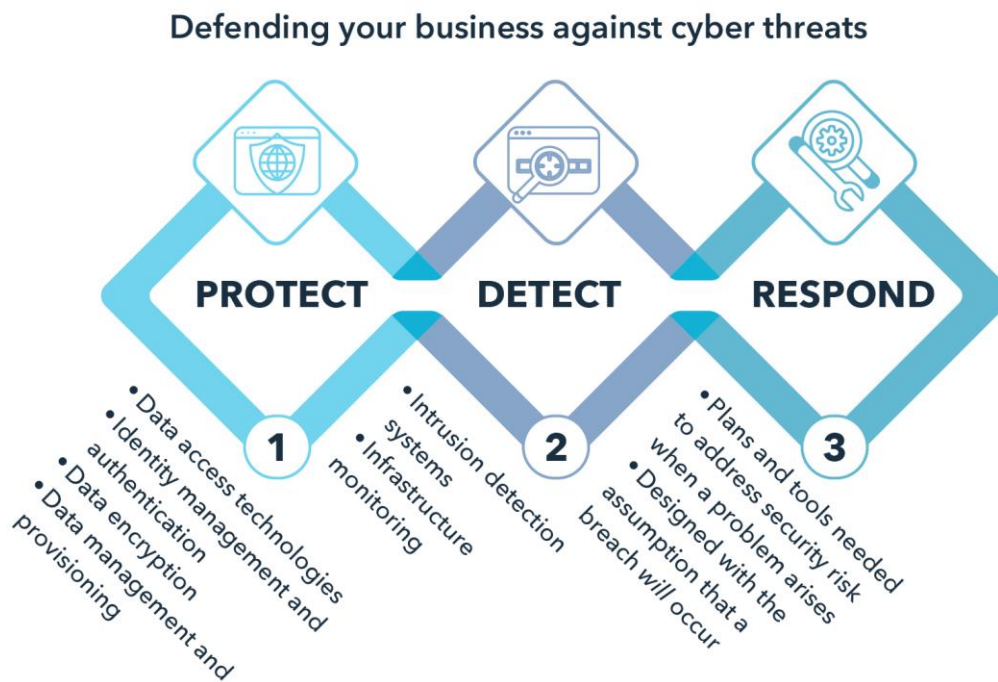 Defending your business against cyber threats
PROTECT
DETECT
RESPOND
1
2
3
• Data access technologies
• Identity management and
authentication
• Data encryption
• Data management and
provisioning
• Intrusion detection
systems
• Infrastructure
monitoring
• Plans and tools needed
to address security risk
when a problem arises
• Designed with the
assumption that a
breach will occur